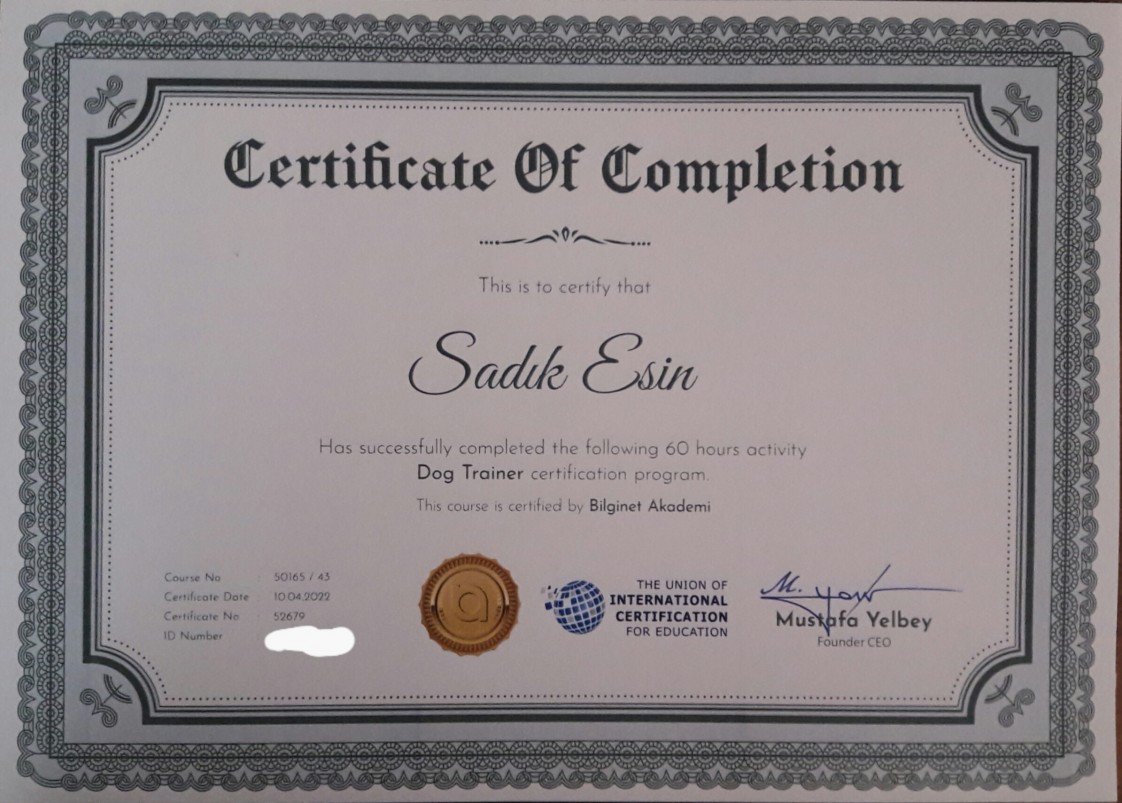 Certificate Of Completion
This is to certify that
Sadık Esin
Has successfully completed the following 60 hours activity
Dog Trainer certification program.
This course is certified by Bilginet Akademi
Course No : 50165 / 43
Certificate Date : 10.04.2022
Certificate No : 52679
ID Number
a
THE UNION OF
INTERNATIONAL
CERTIFICATION
FOR EDUCATION
Mustafa Yelbey
Founder CEO